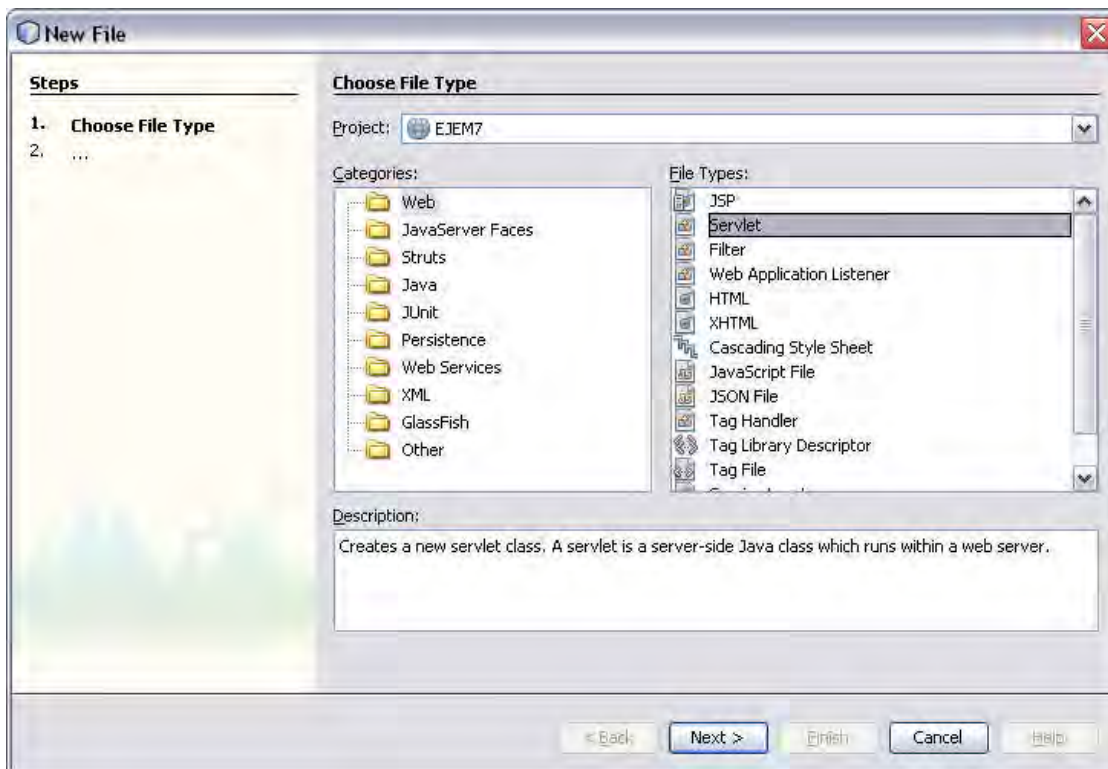 New File
Steps
1. Choose File Type
2. ...
Choose File Type
Project: EJEM7
Categories:
Web
JavaServer Faces
Struts
Java
JUnit
Persistence
Web Services
XML
GlassFish
Other
File Types:
JSP
Servlet
Filter
Web Application Listener
HTML
XHTML
Cascading Style Sheet
JavaScript File
JSON File
Tag Handler
Tag Library Descriptor
Tag File
Description:
Creates a new servlet class. A servlet is a server-side Java class which runs within a web server.
< Back
Next >
Finish
Cancel
Help